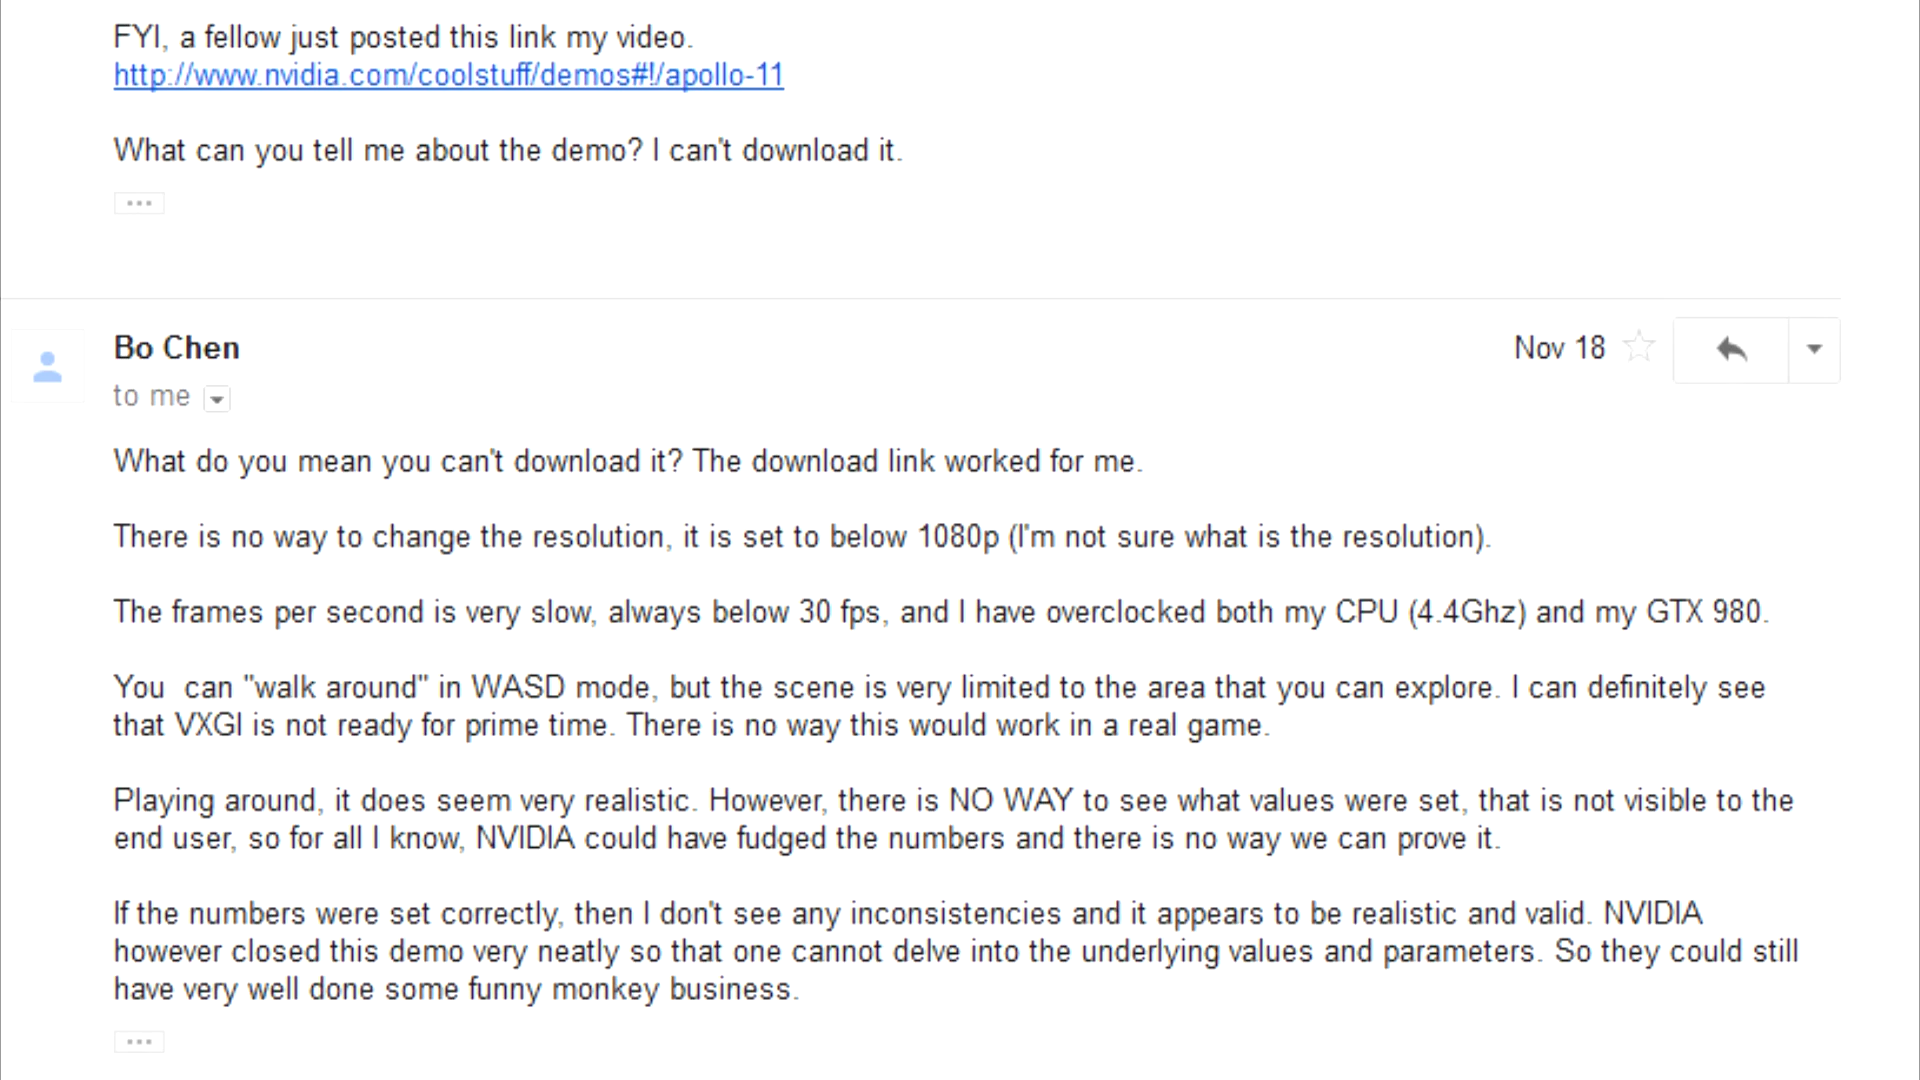 FYI, a fellow just posted this link my video.
http://www.nvidia.com/coolstuff/demos#!/apollo-11
What can you tell me about the demo? I can't download it.
Bo Chen
Nov 18
to me
What do you mean you can't download it? The download link worked for me.
There is no way to change the resolution, it is set to below 1080p (I'm not sure what is the resolution).
The frames per second is very slow, always below 30 fps, and I have overclocked both my CPU (4.4Ghz) and my GTX 980.
You  can "walk around" in WASD mode, but the scene is very limited to the area that you can explore. I can definitely see
that VXGI is not ready for prime time. There is no way this would work in a real game.
Playing around, it does seem very realistic. However, there is NO WAY to see what values were set, that is not visible to the
end user, so for all I know, NVIDIA could have fudged the numbers and there is no way we can prove it.
If the numbers were set correctly, then I don't see any inconsistencies and it appears to be realistic and valid. NVIDIA
however closed this demo very neatly so that one cannot delve into the underlying values and parameters. So they could still
have very well done some funny monkey business.